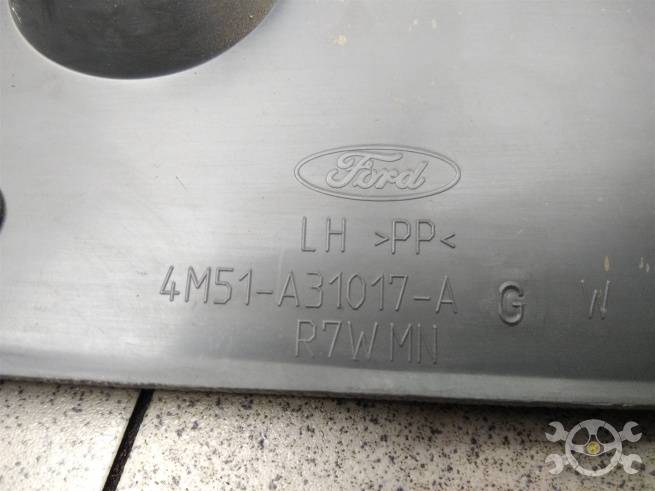 Ford
LH >PP<
4M51-A31017-A G
R7WMN